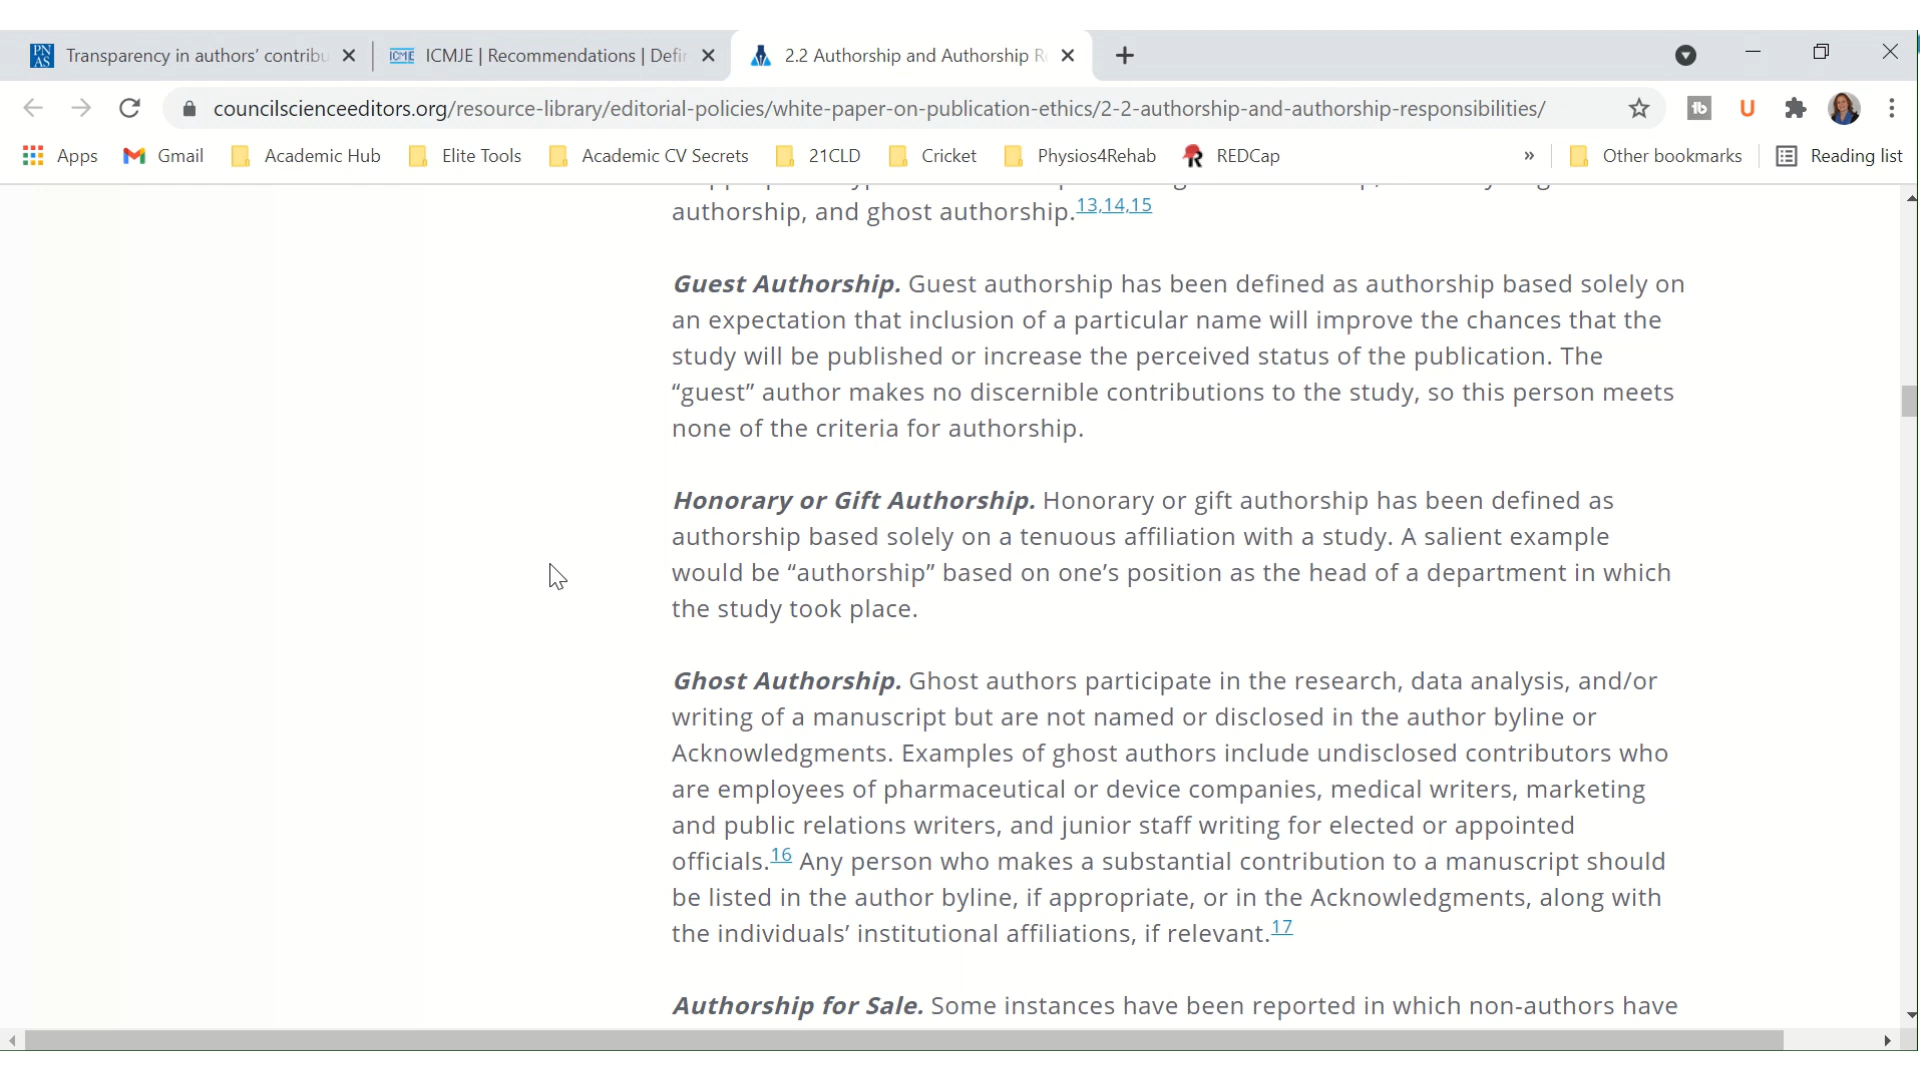 PN
AS
Transparency in authors’ contribu
ICMJE
ICMJE | Recommendations | Defin
2.2 Authorship and Authorship R
councilscienceeditors.org/resource-library/editorial-policies/white-paper-on-publication-ethics/2-2-authorship-and-authorship-responsibilities/
Apps
Gmail
Academic Hub
Elite Tools
Academic CV Secrets
21CLD
Cricket
Physios4Rehab
REDCap
»
Other bookmarks
Reading list
authorship, and ghost authorship.13,14,15
Guest Authorship. Guest authorship has been defined as authorship based solely on
an expectation that inclusion of a particular name will improve the chances that the
study will be published or increase the perceived status of the publication. The
“guest” author makes no discernible contributions to the study, so this person meets
none of the criteria for authorship.
Honorary or Gift Authorship. Honorary or gift authorship has been defined as
authorship based solely on a tenuous affiliation with a study. A salient example
would be “authorship” based on one’s position as the head of a department in which
the study took place.
Ghost Authorship. Ghost authors participate in the research, data analysis, and/or
writing of a manuscript but are not named or disclosed in the author byline or
Acknowledgments. Examples of ghost authors include undisclosed contributors who
are employees of pharmaceutical or device companies, medical writers, marketing
and public relations writers, and junior staff writing for elected or appointed
officials.16 Any person who makes a substantial contribution to a manuscript should
be listed in the author byline, if appropriate, or in the Acknowledgments, along with
the individuals’ institutional affiliations, if relevant.17
Authorship for Sale. Some instances have been reported in which non-authors have